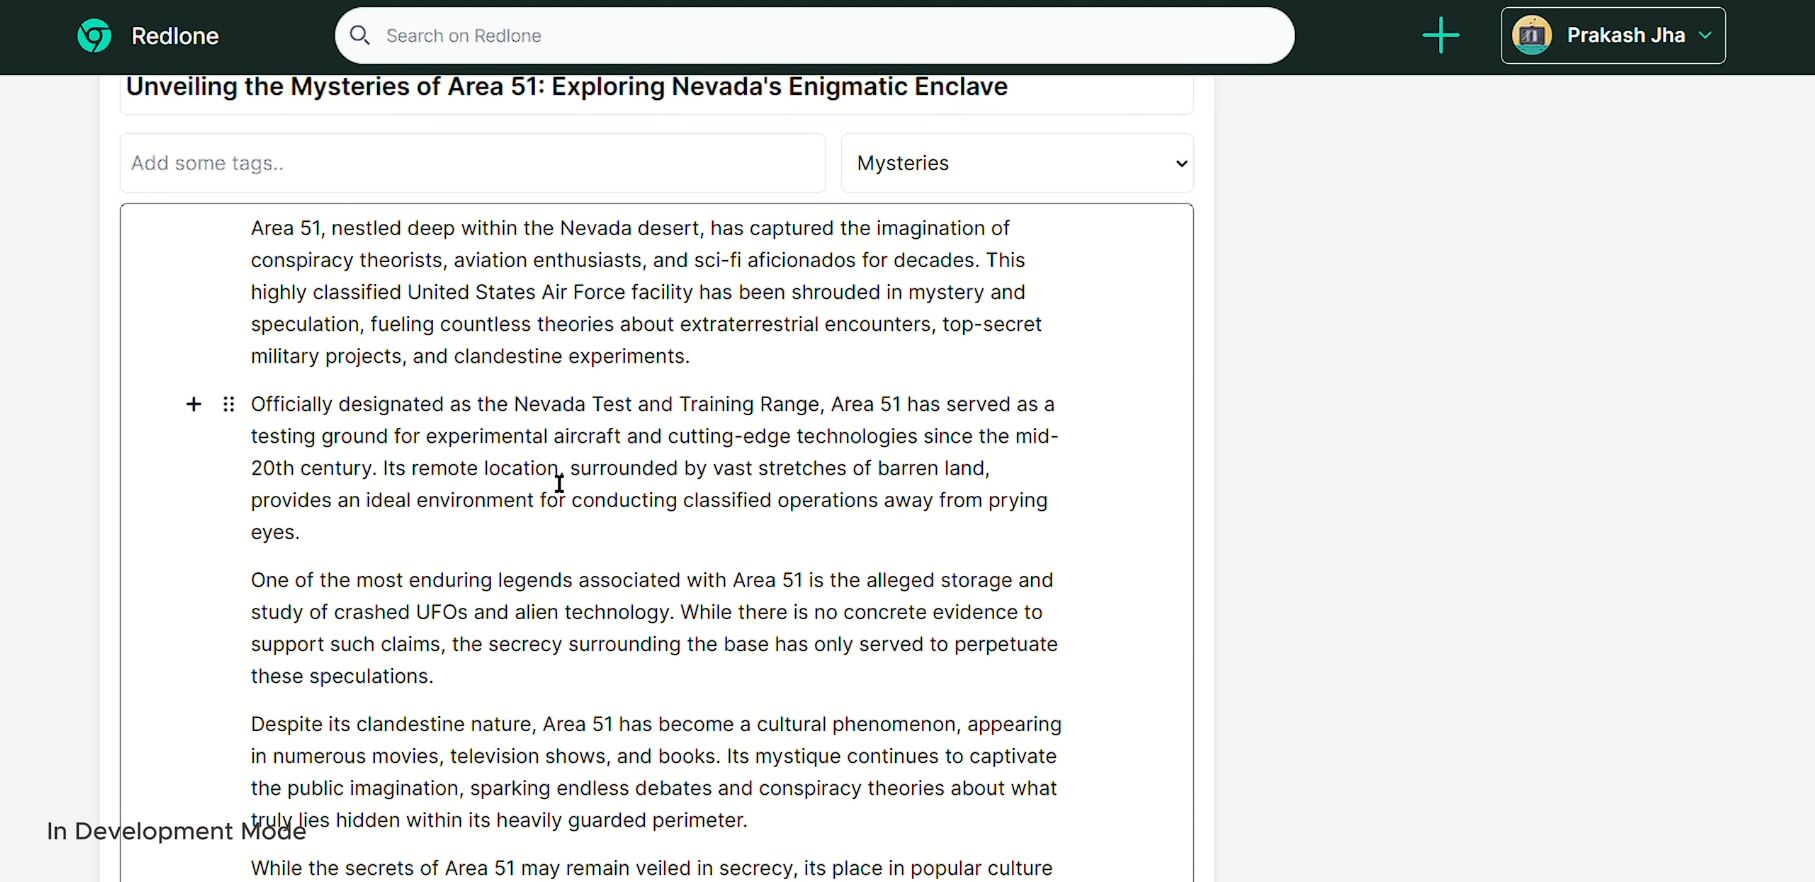 Redlone
Search on Redlone
Prakash Jha
Unveiling the Mysteries of Area 51: Exploring Nevada's Enigmatic Enclave
Add some tags..
Mysteries
Area 51, nestled deep within the Nevada desert, has captured the imagination of
conspiracy theorists, aviation enthusiasts, and sci-fi aficionados for decades. This
highly classified United States Air Force facility has been shrouded in mystery and
speculation, fueling countless theories about extraterrestrial encounters, top-secret
military projects, and clandestine experiments.
Officially designated as the Nevada Test and Training Range, Area 51 has served as a
testing ground for experimental aircraft and cutting-edge technologies since the mid-
20th century. Its remote location, surrounded by vast stretches of barren land,
provides an ideal environment for conducting classified operations away from prying
eyes.
One of the most enduring legends associated with Area 51 is the alleged storage and
study of crashed UFOs and alien technology. While there is no concrete evidence to
support such claims, the secrecy surrounding the base has only served to perpetuate
these speculations.
Despite its clandestine nature, Area 51 has become a cultural phenomenon, appearing
in numerous movies, television shows, and books. Its mystique continues to captivate
the public imagination, sparking endless debates and conspiracy theories about what
truly lies hidden within its heavily guarded perimeter.
In Development Mode
While the secrets of Area 51 may remain veiled in secrecy, its place in popular culture